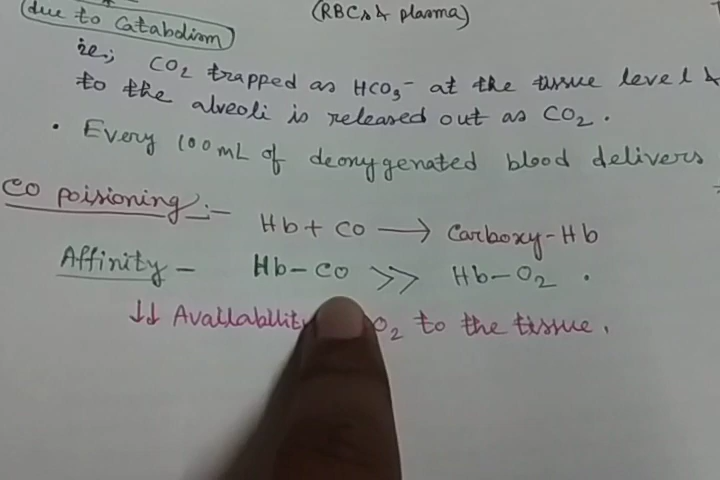 (RBCs & plasma)
(due to Catabolism)
ie., CO2 trapped as HCO3- at the tissue level &
to the alveoli is released out as CO2.
• Every 100mL of deoxygenated blood delivers
CO poisioning :-
Hb + CO → Carboxy-Hb
Affinity - Hb-CO >> Hb-O2 .
↓↓ O2 to the tissue.